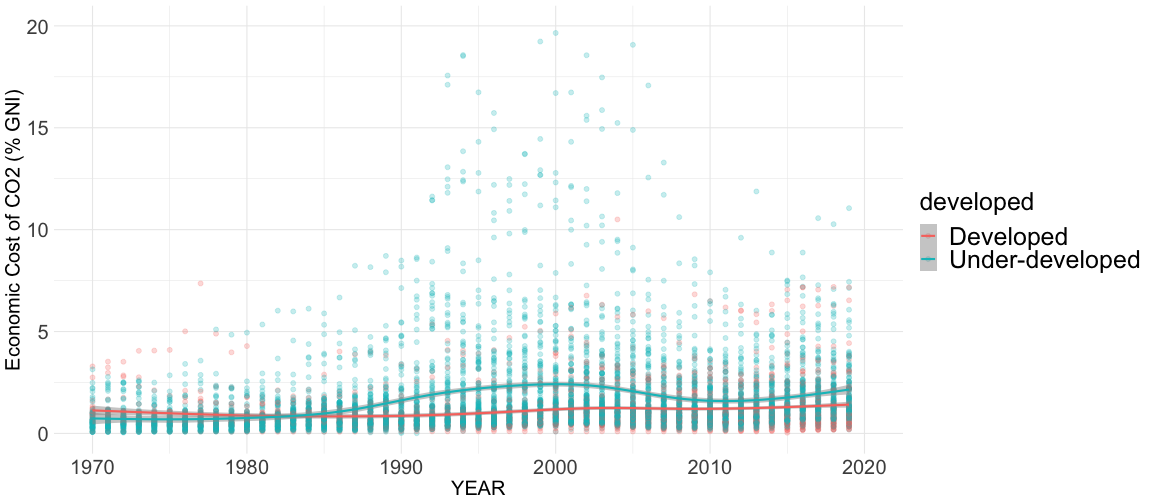 20
15
10
5
0
Economic Cost of CO2 (% GNI)
1970 1980 1990 2000 2010 2020
YEAR
developed
Developed
Under-developed